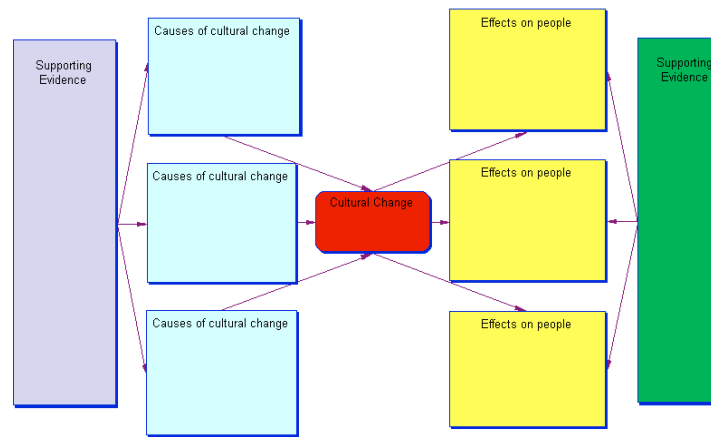 Supporting
Evidence
Causes of cultural change
Causes of cultural change
Causes of cultural change
Cultural Change
Effects on people
Effects on people
Effects on people
Supporting
Evidence